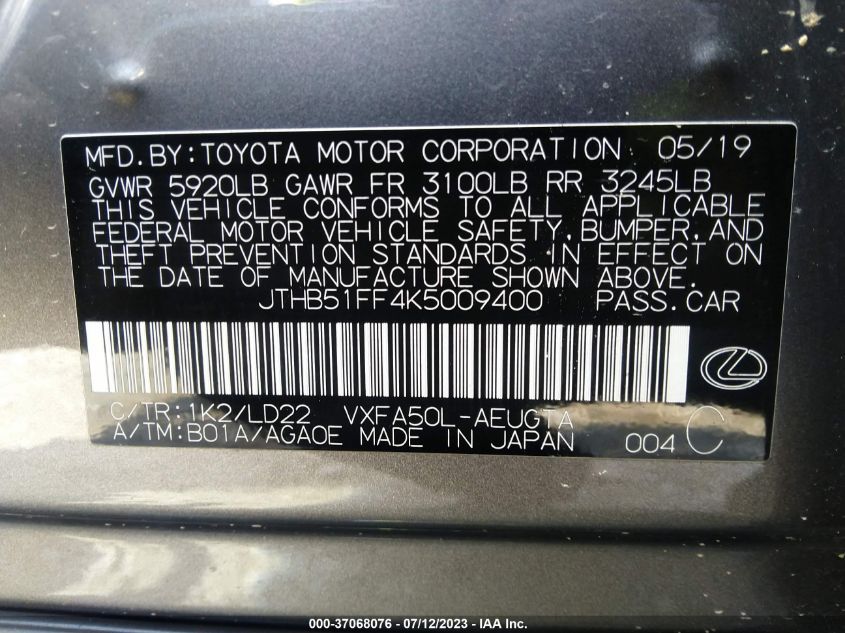 MFD.BY:TOYOTA MOTOR CORPORATION 05/19
GVWR 5920LB GAWR FR 3100LB RR 3245LB
THIS VEHICLE CONFORMS TO ALL APPLICABLE
FEDERAL MOTOR VEHICLE SAFETY,BUMPER,AND
THEFT PREVENTION STANDARDS IN EFFECT ON
THE DATE OF MANUFACTURE SHOWN ABOVE.
JTHB51FF4K5009400 PASS.CAR
C/TR:1K2/LD22 VXFA50L-AEUGTA
A/TM:B01A/AGA0E MADE IN JAPAN 004 C
000-37068076 - 07/12/2023 - IAA Inc.